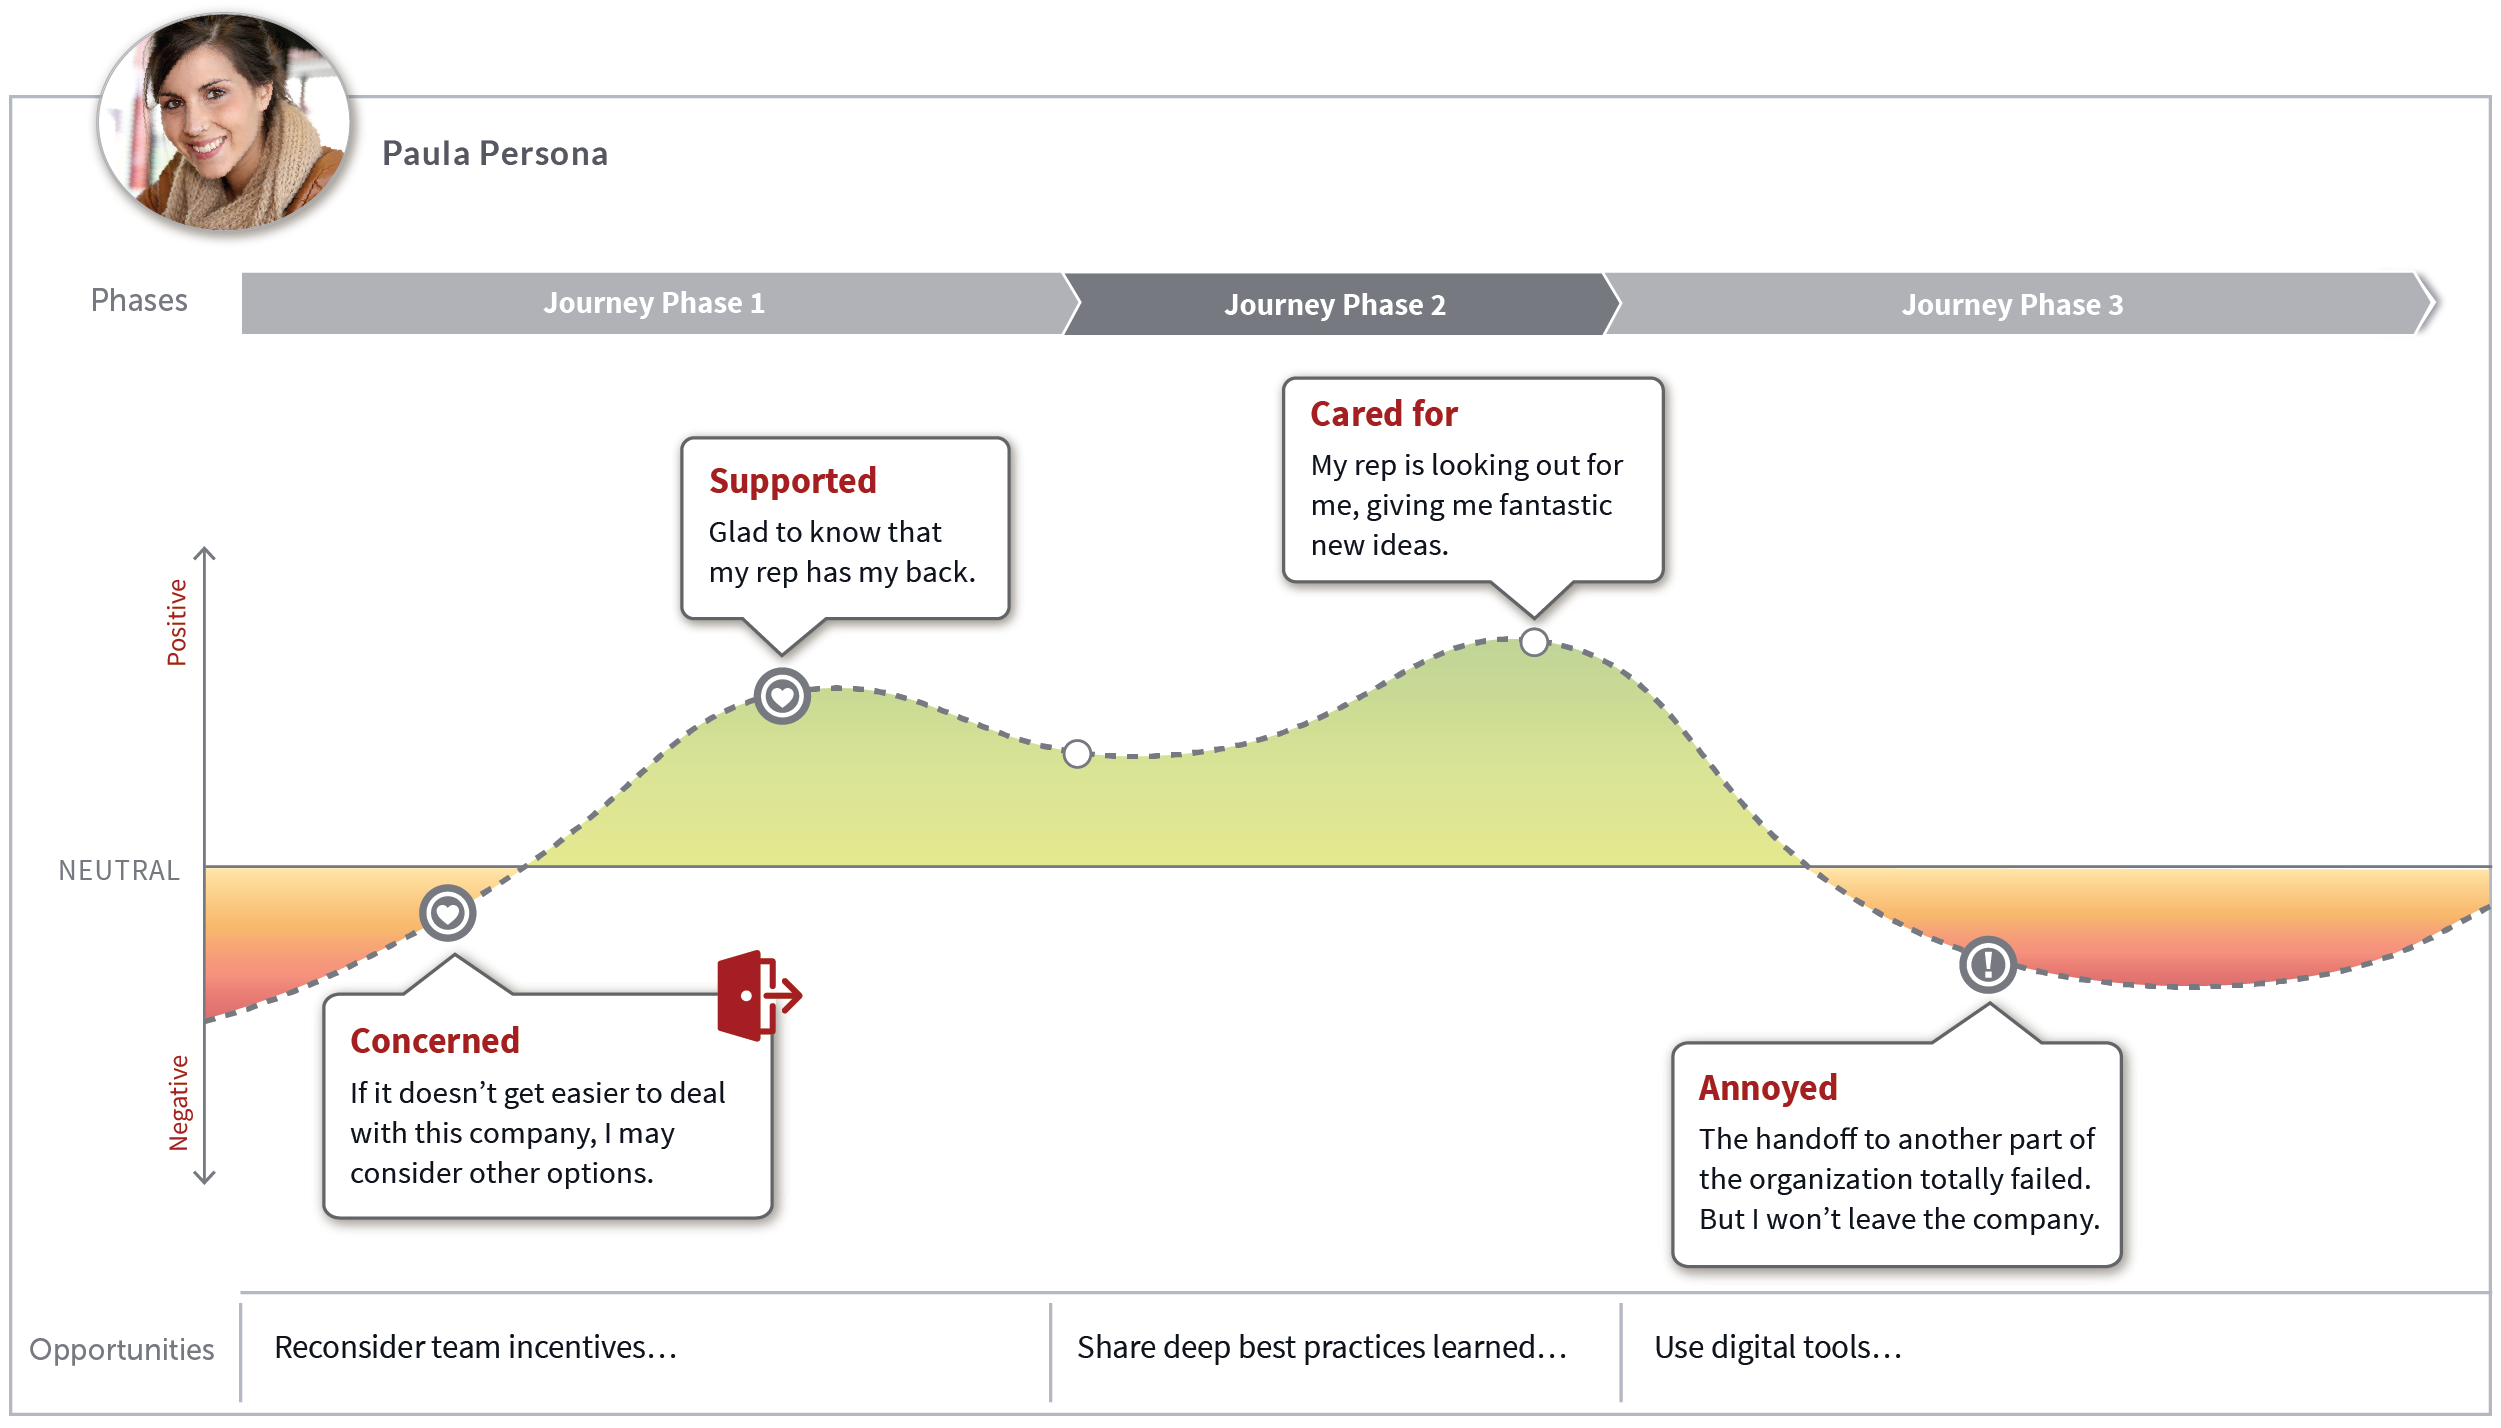 Paula Persona
Phases
Journey Phase 1
Journey Phase 2
Journey Phase 3
Cared for
My rep is looking out for
me, giving me fantastic
new ideas.
Supported
Glad to know that
my rep has my back.
Positive
NEUTRAL
Negative
Concerned
If it doesn’t get easier to deal
with this company, I may
consider other options.
Annoyed
The handoff to another part of
the organization totally failed.
But I won’t leave the company.
Opportunities
Reconsider team incentives…
Share deep best practices learned…
Use digital tools…